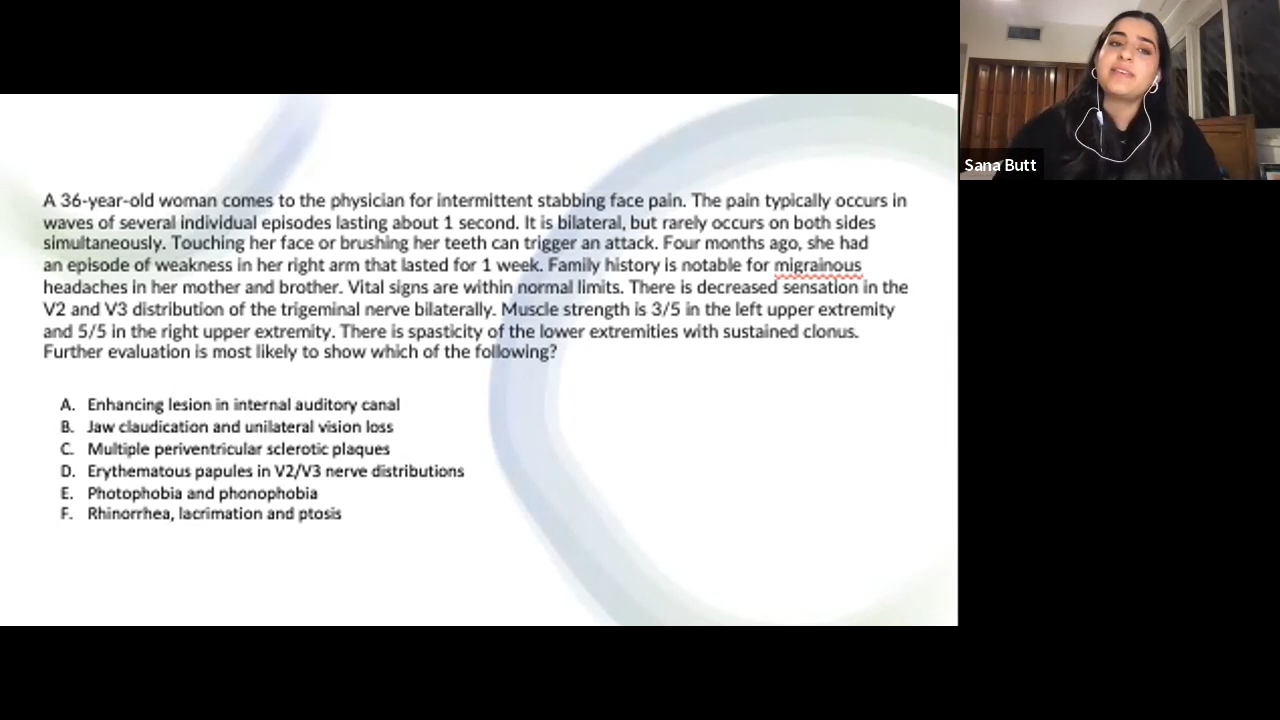 A 36-year-old woman comes to the physician for intermittent stabbing face pain. The pain typically occurs in
waves of several individual episodes lasting about 1 second. It is bilateral, but rarely occurs on both sides
simultaneously. Touching her face or brushing her teeth can trigger an attack. Four months ago, she had
an episode of weakness in her right arm that lasted for 1 week. Family history is notable for migrainous
headaches in her mother and brother. Vital signs are within normal limits. There is decreased sensation in the
V2 and V3 distribution of the trigeminal nerve bilaterally. Muscle strength is 3/5 in the left upper extremity
and 5/5 in the right upper extremity. There is spasticity of the lower extremities with sustained clonus.
Further evaluation is most likely to show which of the following?
A. Enhancing lesion in internal auditory canal
B. Jaw claudication and unilateral vision loss
C. Multiple periventricular sclerotic plaques
D. Erythematous papules in V2/V3 nerve distributions
E. Photophobia and phonophobia
F. Rhinorrhea, lacrimation and ptosis
Sana Butt